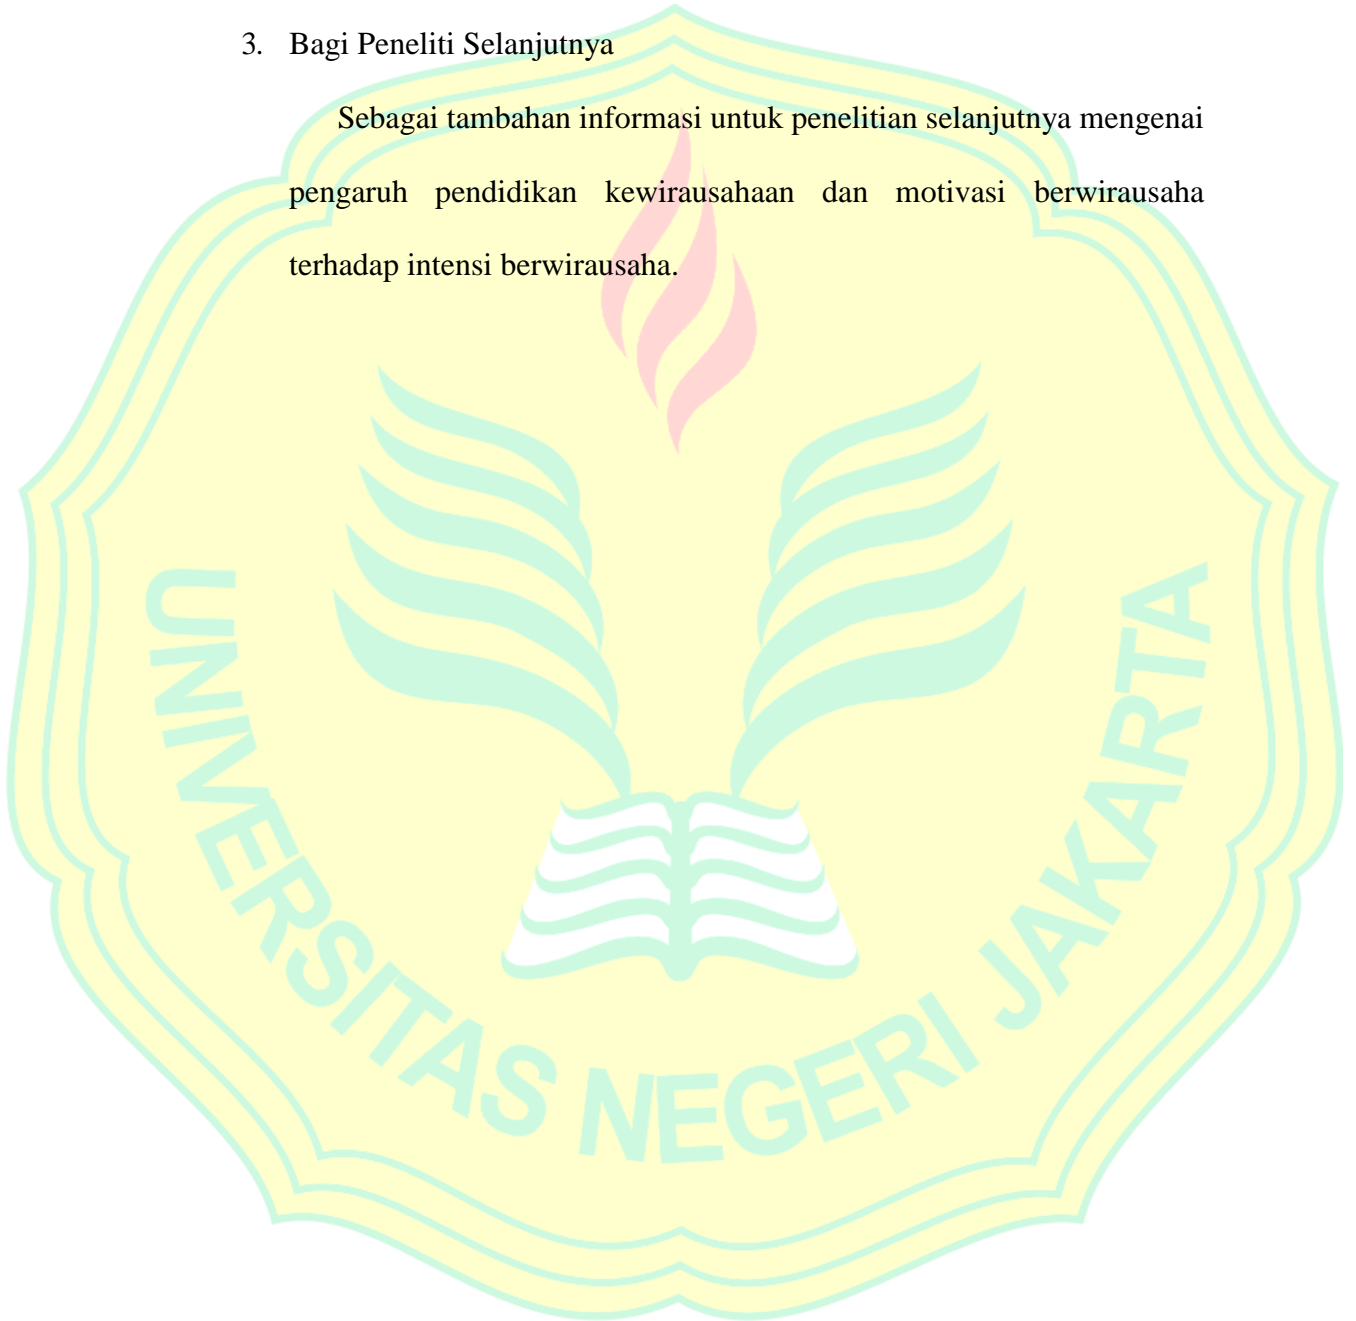 3. Bagi Peneliti Selanjutnya
Sebagai tambahan informasi untuk penelitian selanjutnya mengenai
pengaruh pendidikan kewirausahaan dan motivasi berwirausaha
terhadap intensi berwirausaha.
UNIVERSITAS NEGERI JAKARTA